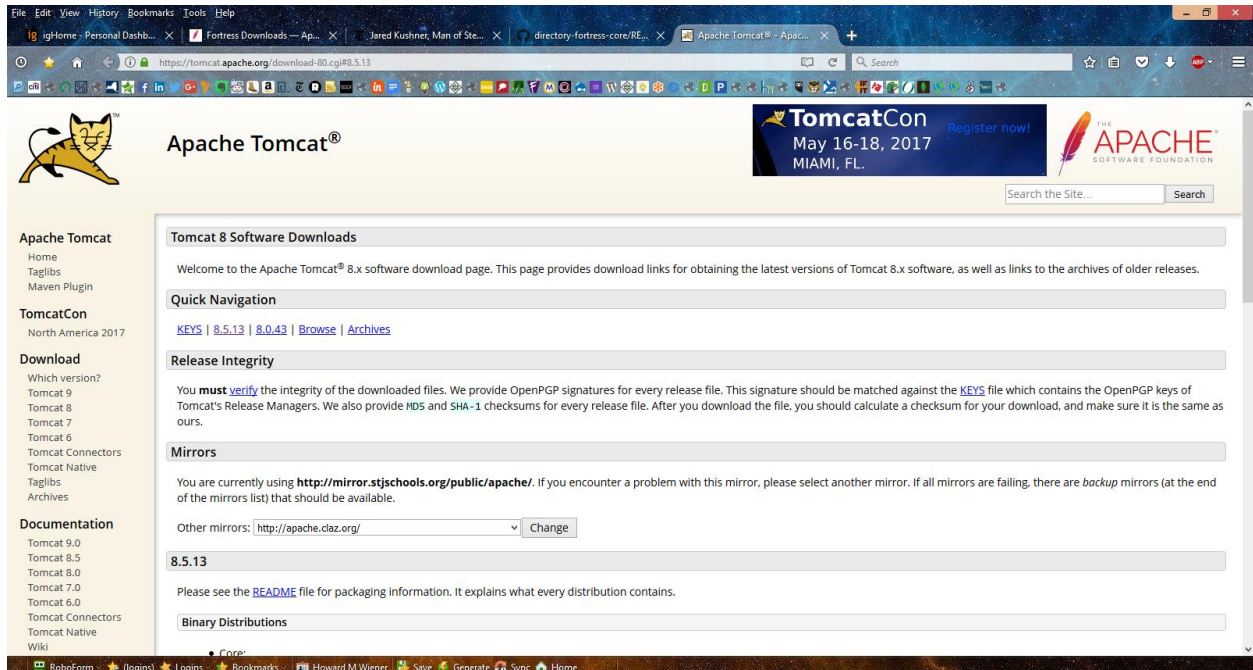 File Edit View History Bookmarks Tools Help
igHome - Personal Dashb...
Fortress Downloads — Ap...
Jared Kushner, Man of Ste...
directory-fortress-core/RE...
Apache Tomcat® - Apac...
https://tomcat.apache.org/download-80.cgi#8.5.13
Search
Apache Tomcat®
TomcatCon
Register now!
May 16-18, 2017
MIAMI, FL.
THE
APACHE®
SOFTWARE FOUNDATION
Search the Site...
Search
Apache Tomcat
Home
Taglibs
Maven Plugin
TomcatCon
North America 2017
Download
Which version?
Tomcat 9
Tomcat 8
Tomcat 7
Tomcat 6
Tomcat Connectors
Tomcat Native
Taglibs
Archives
Documentation
Tomcat 9.0
Tomcat 8.5
Tomcat 8.0
Tomcat 7.0
Tomcat 6.0
Tomcat Connectors
Tomcat Native
Wiki
Tomcat 8 Software Downloads
Welcome to the Apache Tomcat® 8.x software download page. This page provides download links for obtaining the latest versions of Tomcat 8.x software, as well as links to the archives of older releases.
Quick Navigation
KEYS | 8.5.13 | 8.0.43 | Browse | Archives
Release Integrity
You must verify the integrity of the downloaded files. We provide OpenPGP signatures for every release file. This signature should be matched against the KEYS file which contains the OpenPGP keys of
Tomcat's Release Managers. We also provide MD5 and SHA-1 checksums for every release file. After you download the file, you should calculate a checksum for your download, and make sure it is the same as
ours.
Mirrors
You are currently using http://mirror.stjschools.org/public/apache/. If you encounter a problem with this mirror, please select another mirror. If all mirrors are failing, there are backup mirrors (at the end
of the mirrors list) that should be available.
Other mirrors: http://apache.claz.org/ Change
8.5.13
Please see the README file for packaging information. It explains what every distribution contains.
Binary Distributions
Core:
RoboForm (logins) Logins Bookmarks Howard M Wiener Save Generate Sync Home